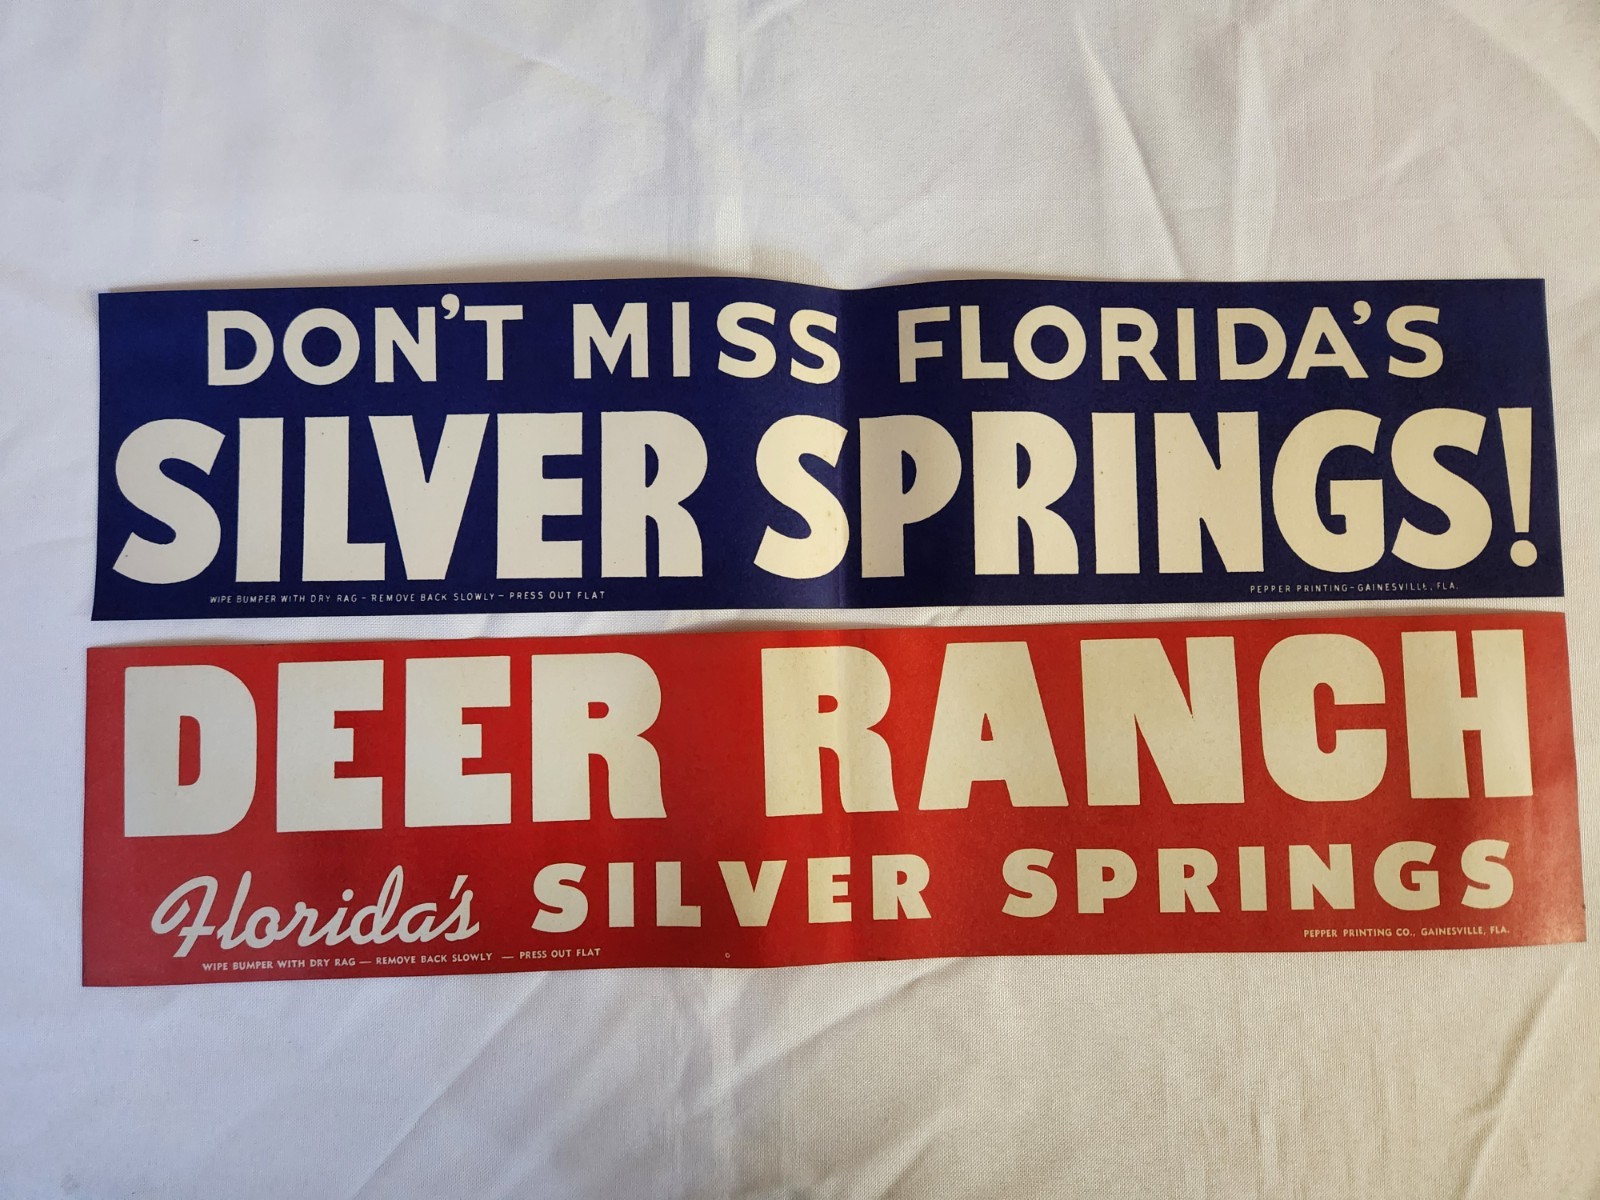 DON'T MISS FLORIDA'S
SILVER SPRINGS!
WIPE BUMPER WITH DRY RAG - REMOVE BACK SLOWLY - PRESS OUT FLAT
PEPPER PRINTING-GAINESVILLE, FLA.
DEER RANCH
Florida's SILVER SPRINGS
WIPE BUMPER WITH DRY RAG — REMOVE BACK SLOWLY — PRESS OUT FLAT
PEPPER PRINTING CO., GAINESVILLE, FLA.